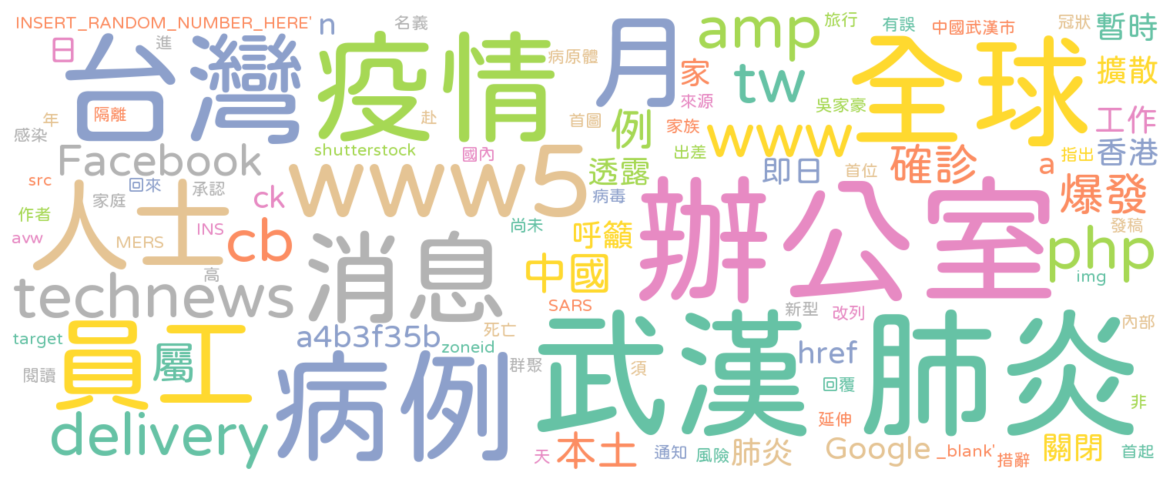 INSERT_RANDOM_NUMBER_HERE'
n
名義
amp
旅行
有誤
中國武漢市
冠狀
暫時
日
台灣
進
疫情
病原體
月
家
tw
全球
擴散
年
隔離
來源
吳家豪
感染
赴
首圖
例
家族
www
工作
Facebook
shutterstock
國內
出差
確診
指出
香港
src
家庭
回來
承認
ck
www5
透露
病毒
即日
首位
a
爆發
作者
人士
avw
MERS
INS
cb
消息
尚未
呼籲
辦公室
發稿
php
technews
高
中國
img
SARS
新型
改列
內部
target
員工
屬
a4b3f35b
死亡
zoneid
武漢
肺炎
href
閱讀
病例
群聚
須
回覆
非
delivery
延伸
天
本土
通知
風險
肺炎
Google
_blank'
措辭
關閉
首起